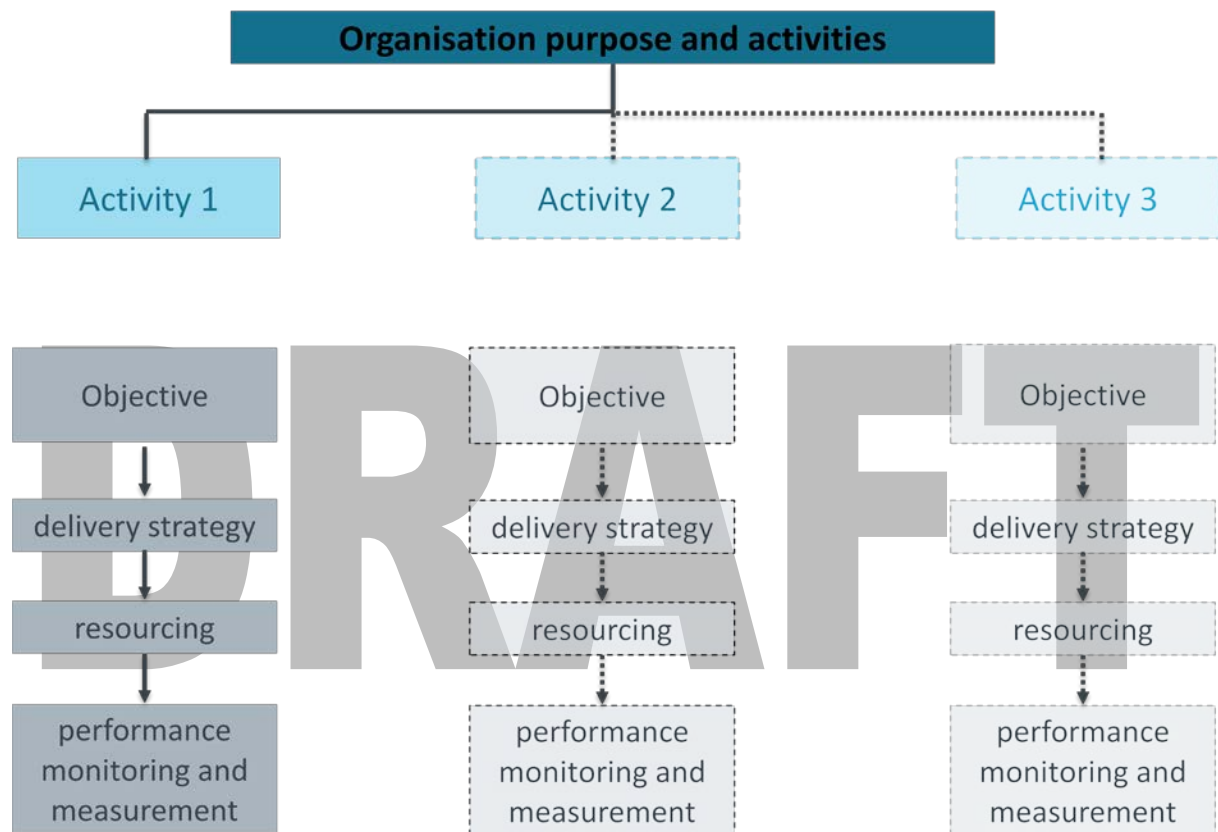 Organisation purpose and activities
Activity 1
Activity 2
Activity 3
DRAFT
Objective
delivery strategy
resourcing
performance
monitoring and
measurement
Objective
delivery strategy
resourcing
performance
monitoring and
measurement
Objective
delivery strategy
resourcing
performance
monitoring and
measurement